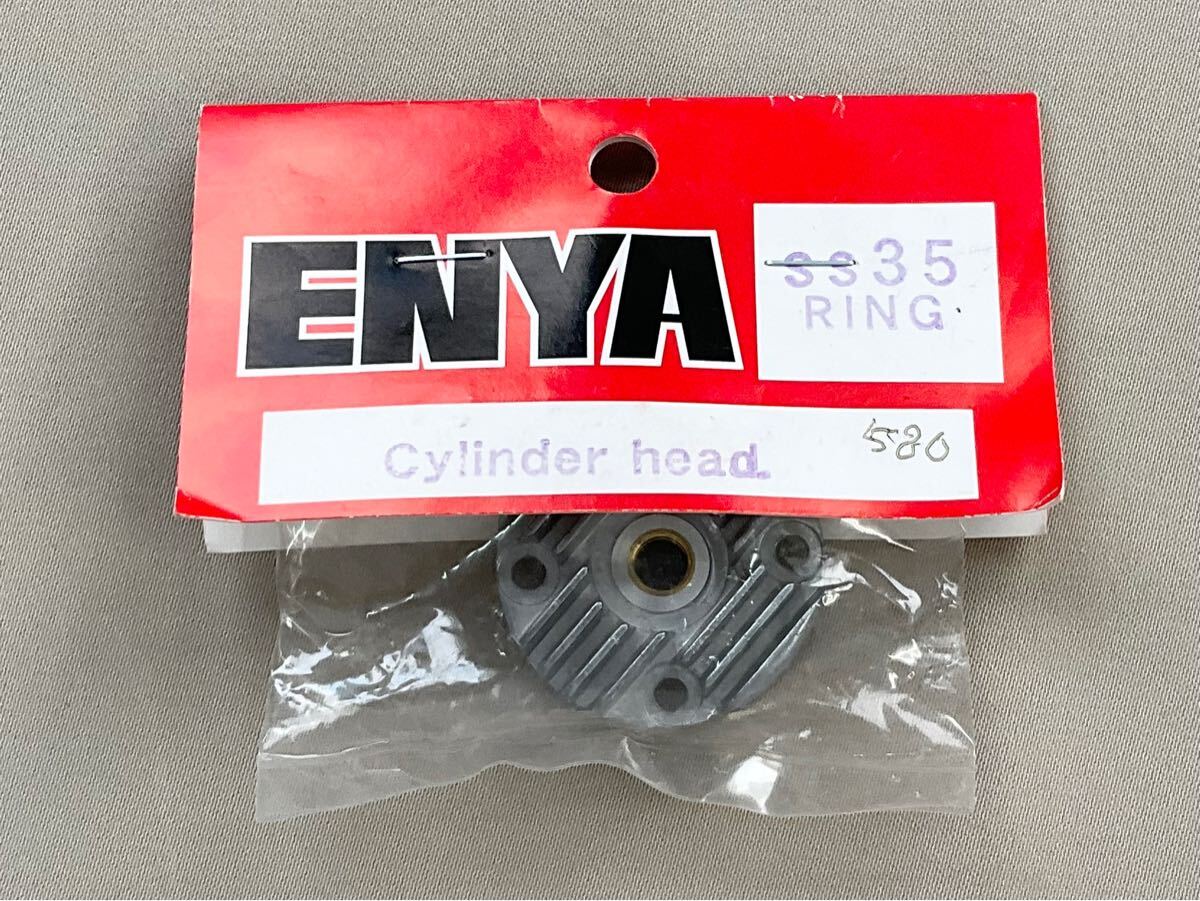 ENYA
ss35
RING
Cylinder head.
580